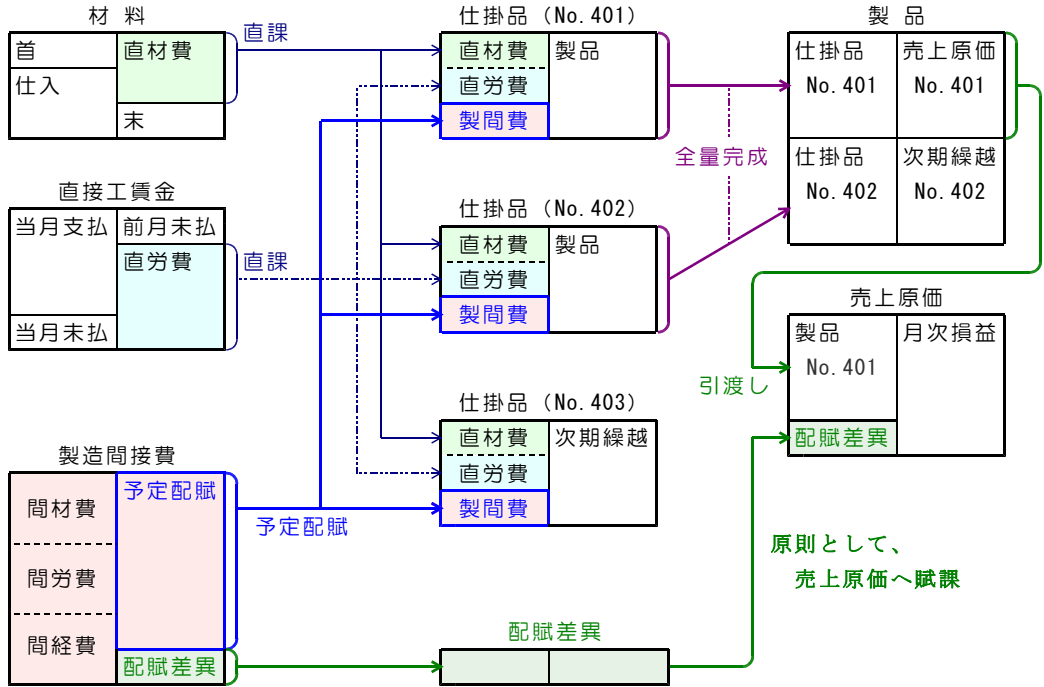 材 料
首
仕入
直材費
末
直課
直接工賃金
当月支払
当月未払
前月未払
直労費
直課
製造間接費
間材費
間労費
間経費
予定配賦
配賦差異
予定配賦
仕掛品（No.401）
直材費
直労費
製間費
製品
仕掛品（No.402）
直材費
直労費
製間費
製品
仕掛品（No.403）
直材費
直労費
製間費
次期繰越
配賦差異
全量完成
製 品
仕掛品
No.401
売上原価
No.401
仕掛品
No.402
次期繰越
No.402
売上原価
製品
No.401
配賦差異
月次損益
引渡し
原則として、
売上原価へ賦課